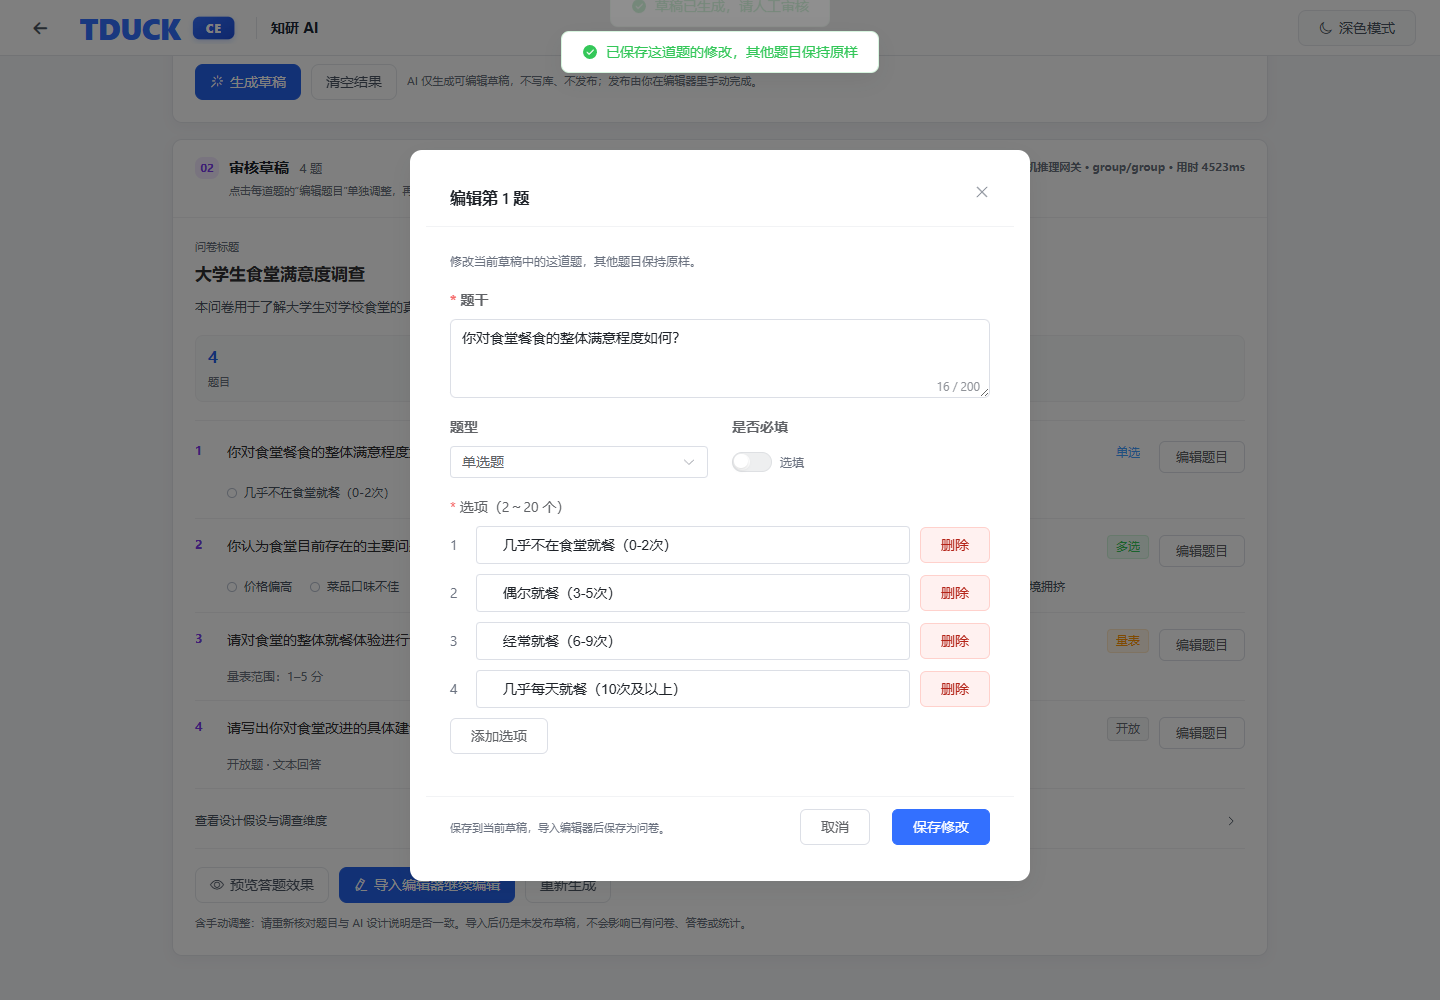 草稿已生成，请人工审核
TDUCK CE 知研 AI
深色模式
已保存这道题的修改，其他题目保持原样
生成草稿 清空结果 AI 仅生成可编辑草稿，不写库、不发布；发布由你在编辑器里手动完成。
02 审核草稿 4 题
机推理网关 • group/group • 用时 4523ms
点击每道题的“编辑题目”单独调整，再
问卷标题
大学生食堂满意度调查
本问卷用于了解大学生对学校食堂的真
4
题目
1 你对食堂餐食的整体满意程度
单选 编辑题目
几乎不在食堂就餐（0-2次）
2 你认为食堂目前存在的主要问
多选 编辑题目
价格偏高 菜品口味不佳
境拥挤
3 请对食堂的整体就餐体验进行
量表 编辑题目
量表范围：1–5 分
4 请写出你对食堂改进的具体建
开放 编辑题目
开放题 · 文本回答
查看设计假设与调查维度
预览答题效果 导入编辑器继续编辑 重新生成
含手动调整：请重新核对题目与 AI 设计说明是否一致。导入后仍是未发布草稿，不会影响已有问卷、答卷或统计。
编辑第 1 题
修改当前草稿中的这道题，其他题目保持原样。
* 题干
你对食堂餐食的整体满意程度如何？
16 / 200
题型 是否必填
单选题 选填
* 选项（2～20 个）
1 几乎不在食堂就餐（0-2次） 删除
2 偶尔就餐（3-5次） 删除
3 经常就餐（6-9次） 删除
4 几乎每天就餐（10次及以上） 删除
添加选项
保存到当前草稿，导入编辑器后保存为问卷。
取消 保存修改